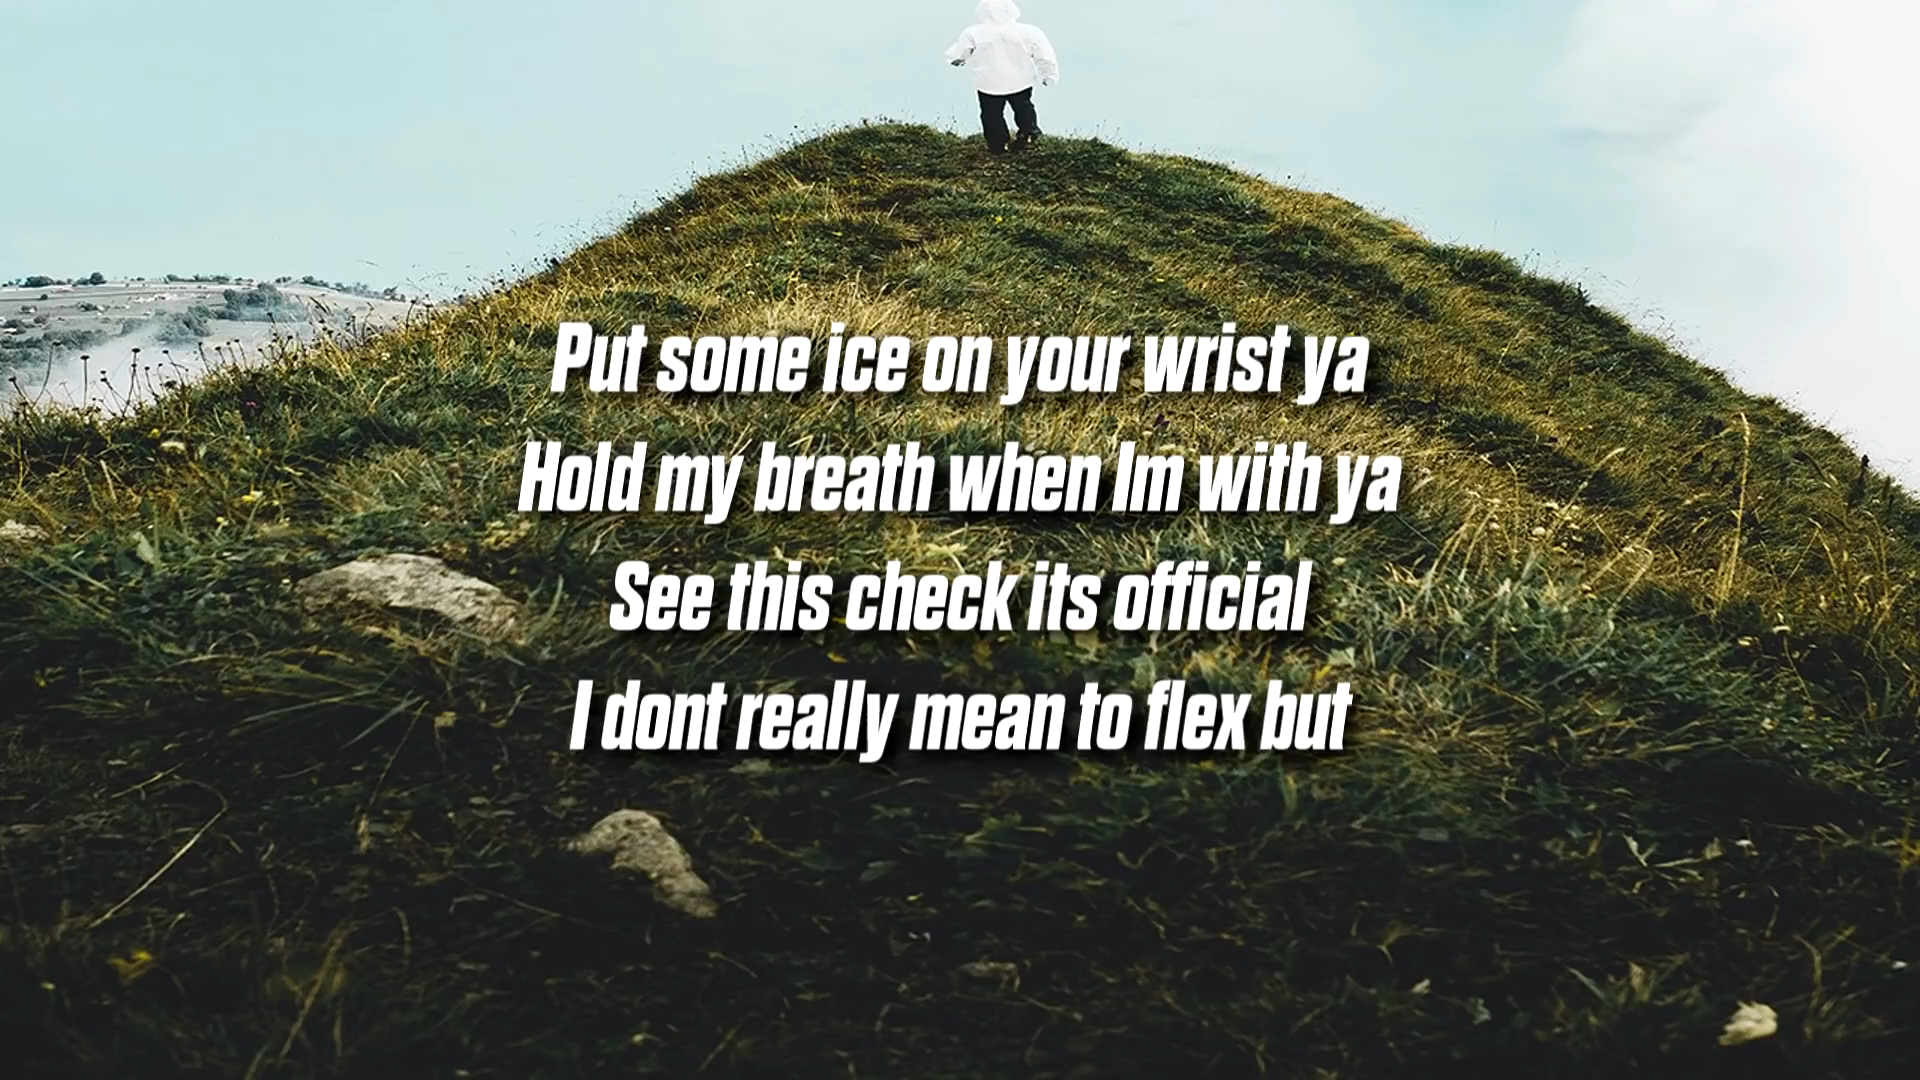 Put some ice on your wrist ya
Hold my breath when Im with ya
See this check its official
I dont really mean to flex but